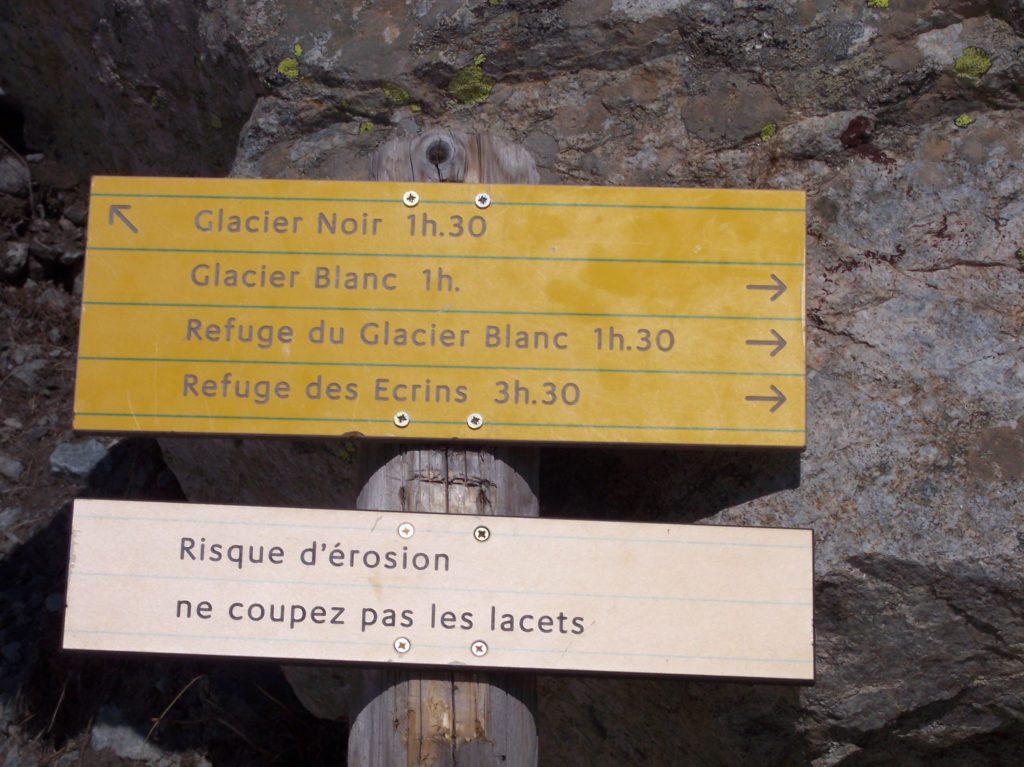 Glacier Noir 1h.30
Glacier Blanc 1h.
Refuge du Glacier Blanc 1h.30
Refuge des Ecrins 3h.30
Risque d'érosion
ne coupez pas les lacets